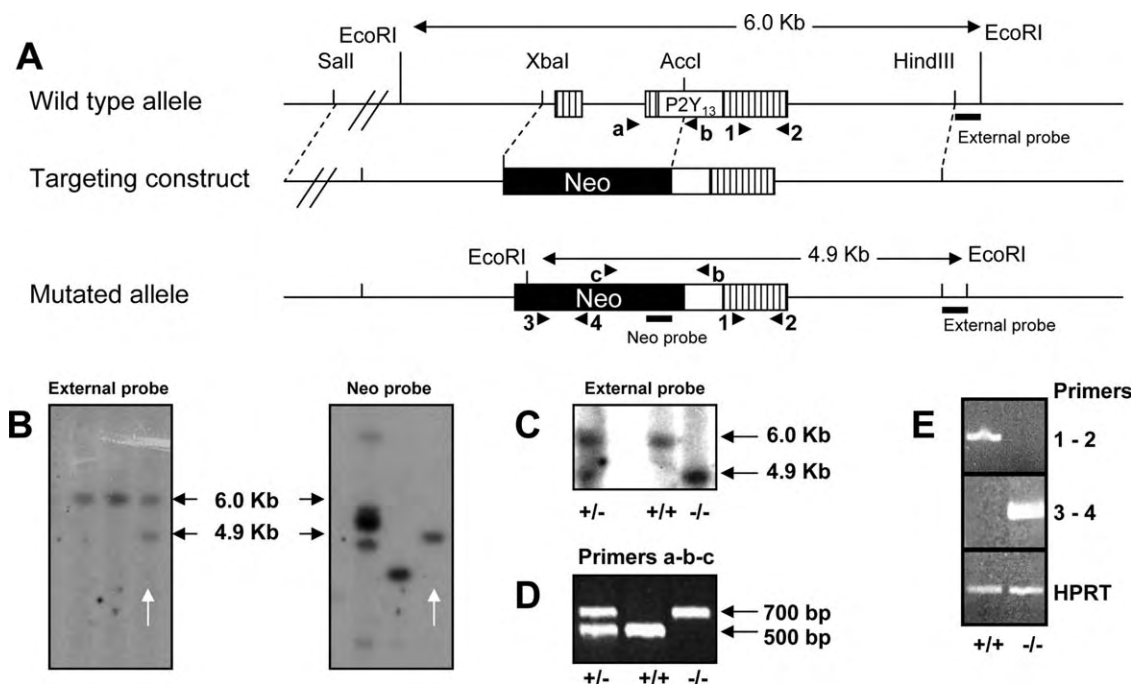 A
6.0 Kb
EcoRI
EcoRI
SalI
XbaI
AccI
HindIII
Wild type allele
P2Y13
a
b
1
2
External probe
Targeting construct
Neo
EcoRI
4.9 Kb
EcoRI
c
b
Mutated allele
Neo
3
4
Neo probe
1
2
External probe
B
External probe
6.0 Kb
4.9 Kb
Neo probe
C
External probe
6.0 Kb
4.9 Kb
+/-
+/+
-/-
D
Primers a-b-c
700 bp
500 bp
+/-
+/+
-/-
E
Primers
1 - 2
3 - 4
HPRT
+/+
-/-